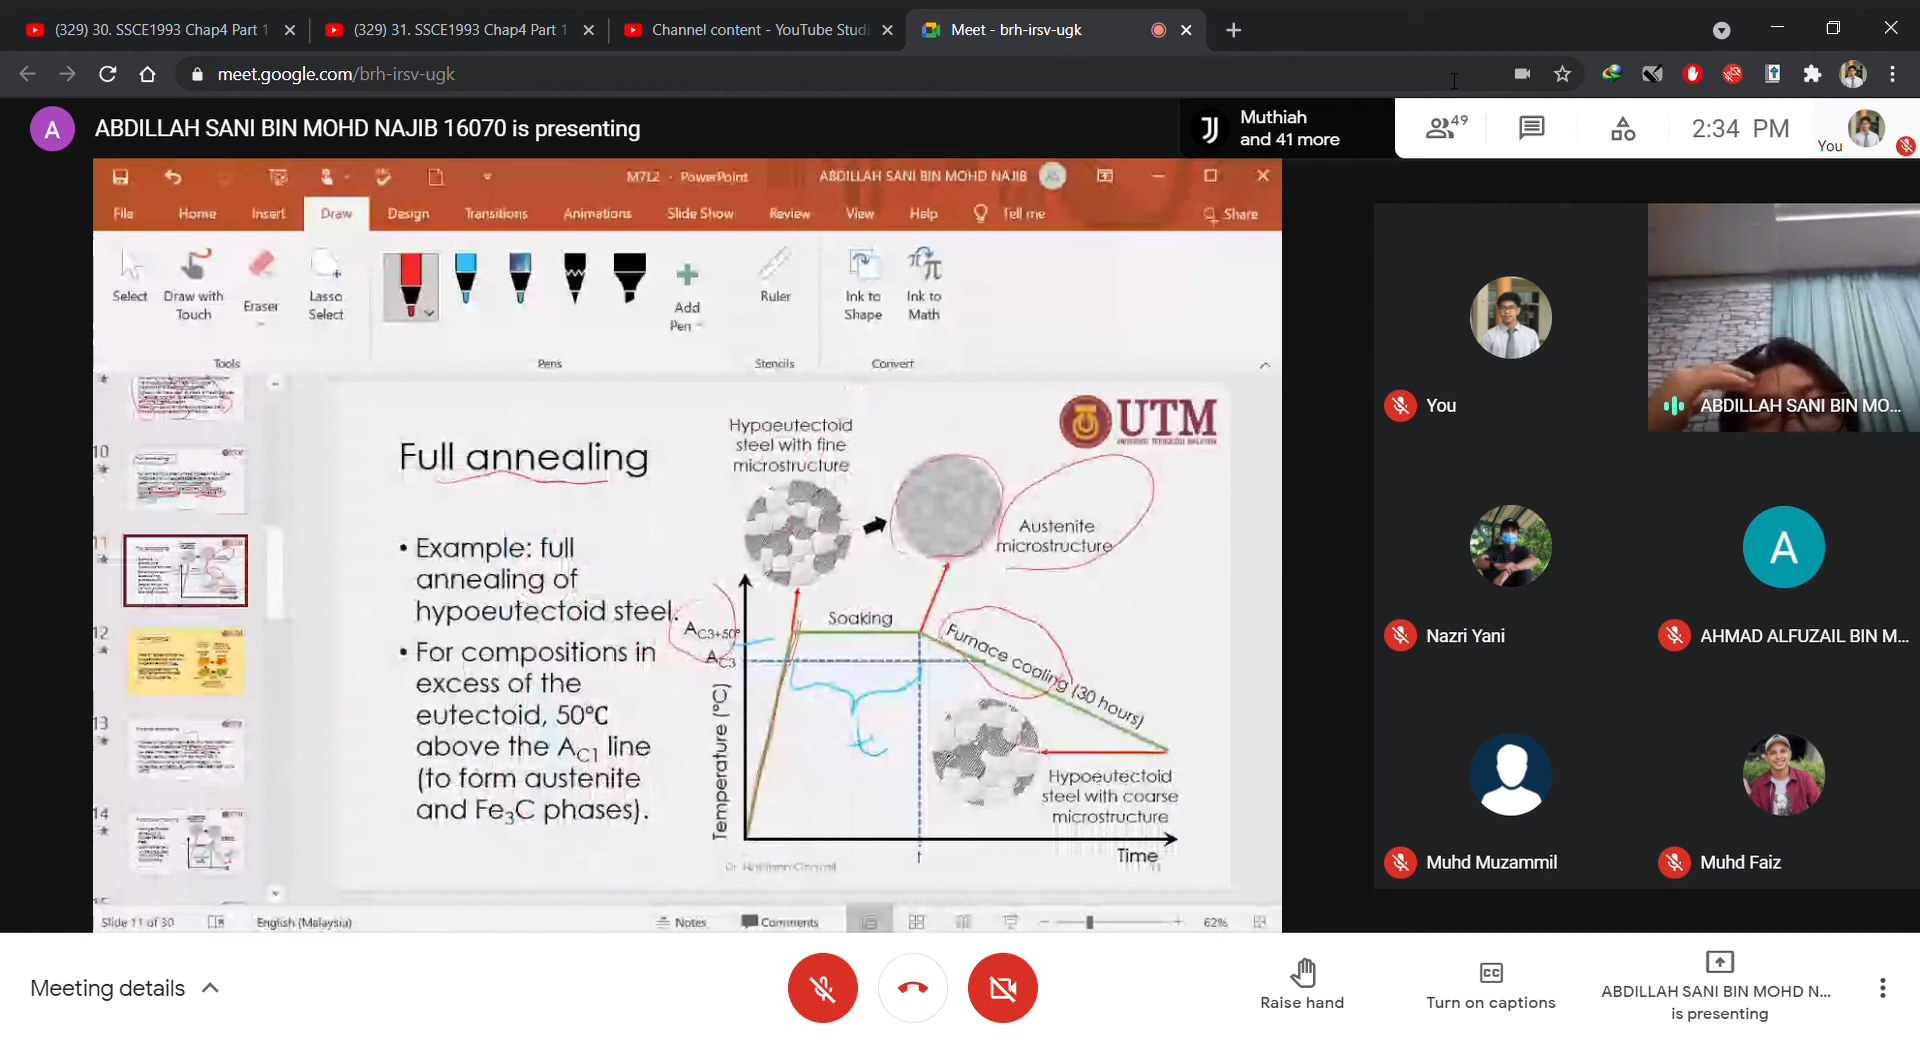 (329) 30. SSCE1993 Chap4 Part 1
(329) 31. SSCE1993 Chap4 Part 1
Channel content - YouTube Studi
Meet - brh-irsv-ugk
meet.google.com/brh-irsv-ugk
A
ABDILLAH SANI BIN MOHD NAJIB 16070 is presenting
Muthiah
and 41 more
49
2:34 PM
You
M7L2 - PowerPoint
ABDILLAH SANI BIN MOHD NAJIB
File Home Insert Draw Design Transitions Animations Slide Show Review View Help Tell me Share
Select
Draw with
Touch
Eraser
Lasso
Select
Add
Pen
Ruler
Ink to
Shape
Ink to
Math
Tools Pens Stencils Convert
10
11
12
13
14
Full annealing
• Example: full
annealing of
hypoeutectoid steel.
• For compositions in
excess of the
eutectoid, 50°C
above the AC1 line
(to form austenite
and Fe3C phases).
Hypoeutectoid
steel with fine
microstructure
UTM
UNIVERSITI TEKNOLOGI MALAYSIA
Austenite
microstructure
AC3+50°
AC3
Soaking
Furnace cooling (30 hours)
Temperature (°C)
Hypoeutectoid
steel with coarse
microstructure
t
Time
Slide 11 of 30
English (Malaysia)
Notes
Comments
62%
You
ABDILLAH SANI BIN MO...
Nazri Yani
A
AHMAD ALFUZAIL BIN M...
Muhd Muzammil
Muhd Faiz
Meeting details
Raise hand
Turn on captions
ABDILLAH SANI BIN MOHD N...
is presenting